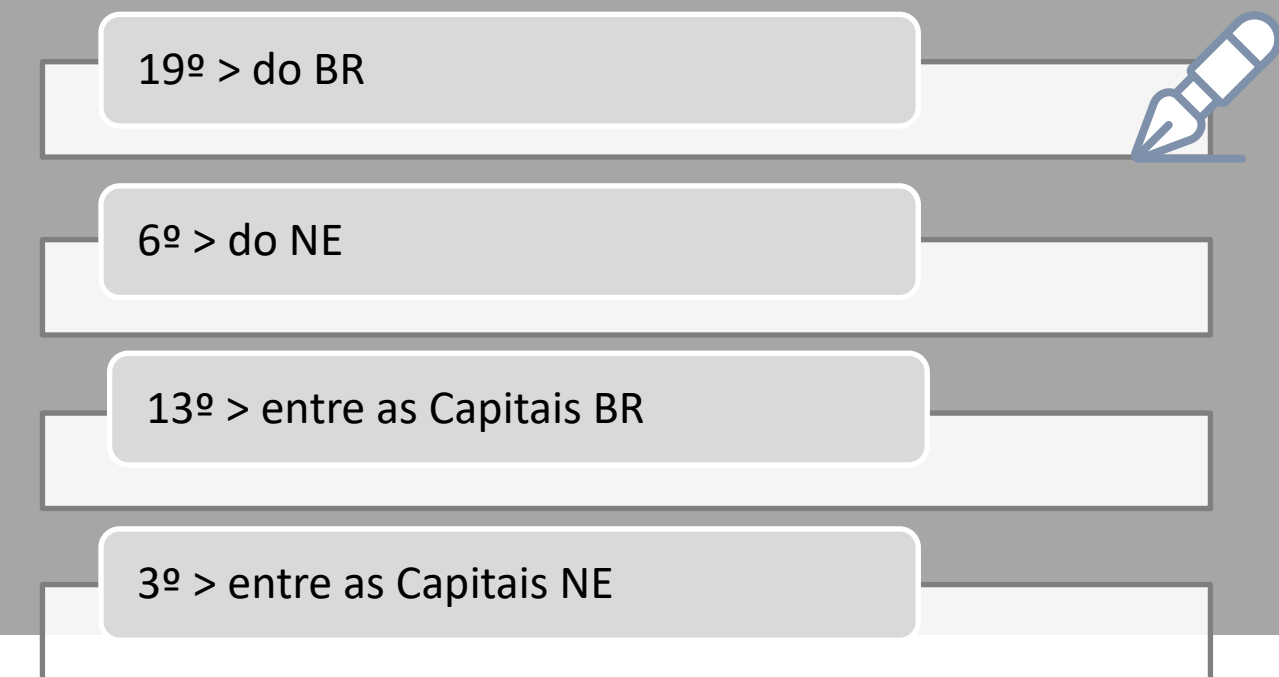 19º > do BR
6º > do NE
13º > entre as Capitais BR
3º > entre as Capitais NE